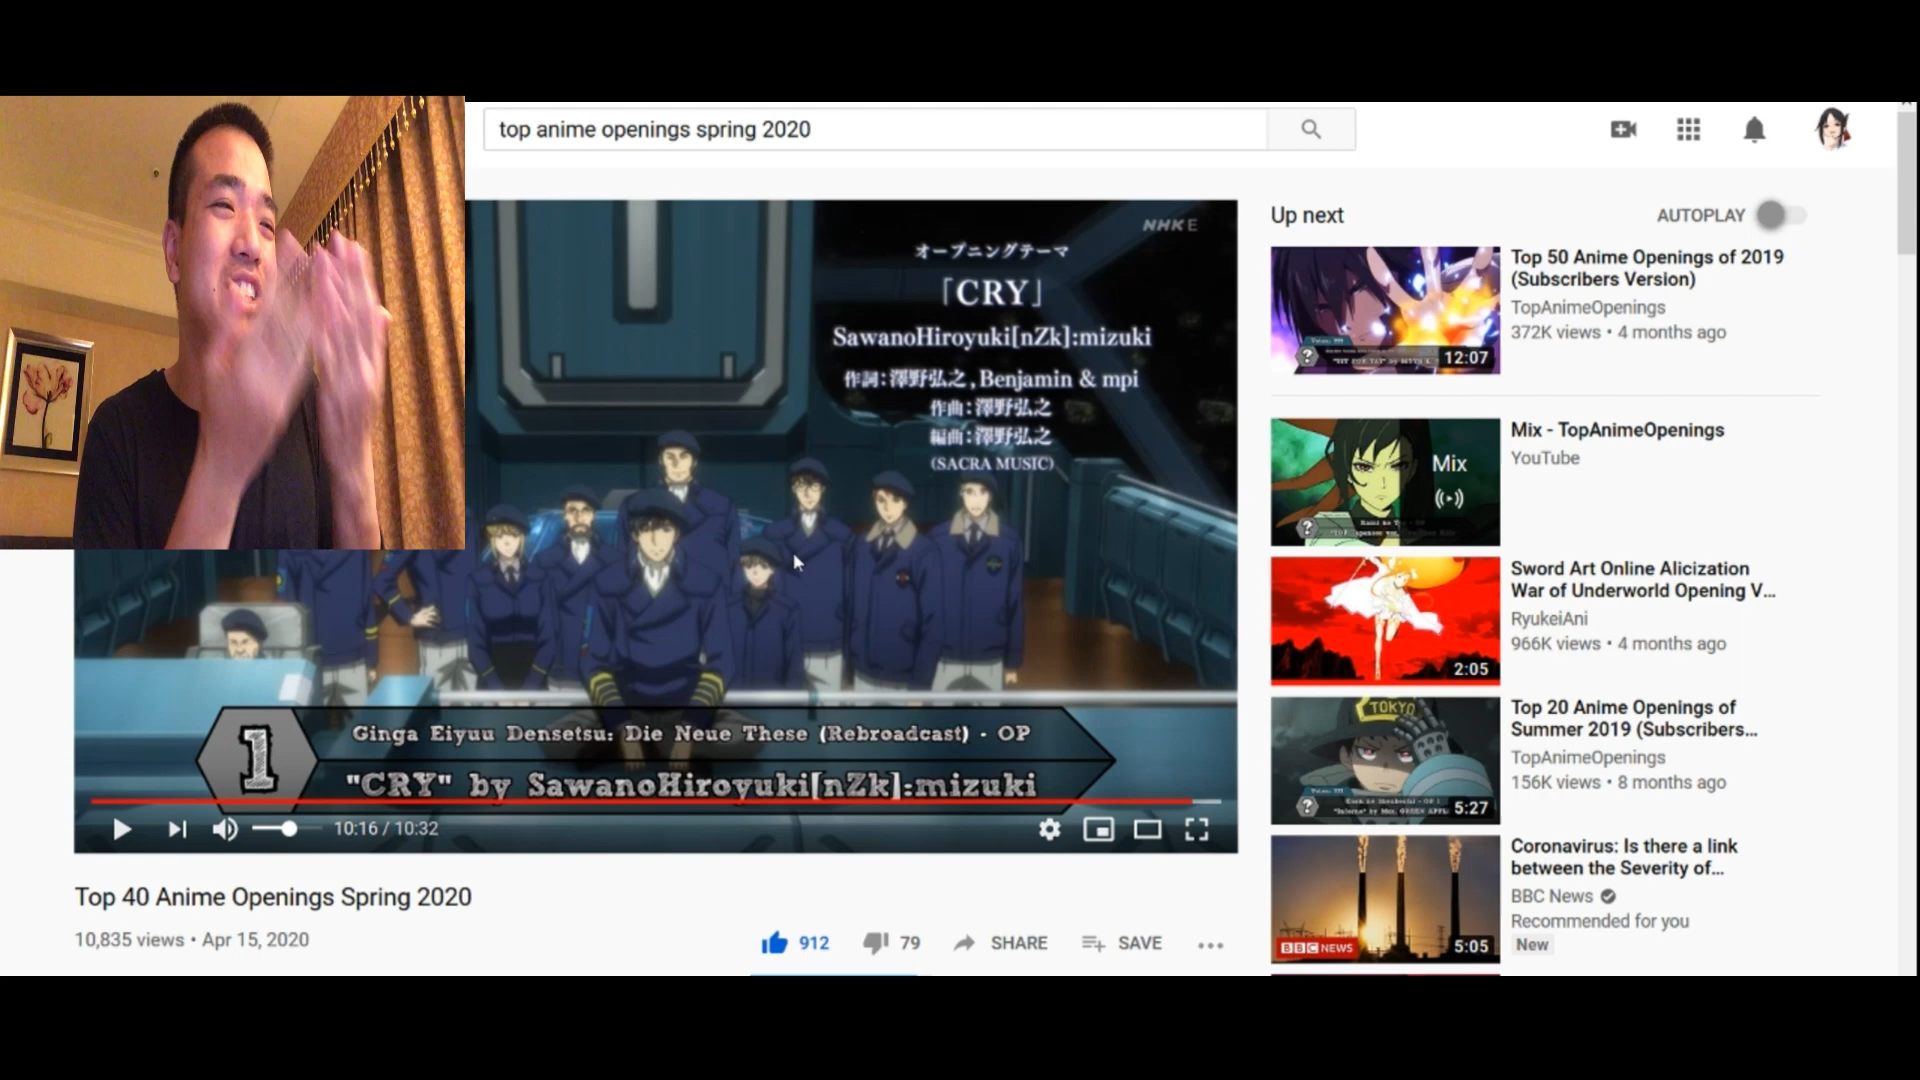 top anime openings spring 2020
NHK E
オープニングテーマ
「CRY」
SawanoHiroyuki[nZk]:mizuki
作詞:澤野弘之,Benjamin & mpi
作曲:澤野弘之
編曲:澤野弘之
(SACRA MUSIC)
1
Ginga Eiyuu Densetsu: Die Neue These (Rebroadcast) - OP
"CRY" by SawanoHiroyuki[nZk]:mizuki
10:16 / 10:32
Top 40 Anime Openings Spring 2020
10,835 views • Apr 15, 2020
912
79
SHARE
SAVE
Up next
AUTOPLAY
12:07
Top 50 Anime Openings of 2019
(Subscribers Version)
TopAnimeOpenings
372K views • 4 months ago
Mix
Mix - TopAnimeOpenings
YouTube
2:05
Sword Art Online Alicization
War of Underworld Opening V...
RyukeiAni
966K views • 4 months ago
TOKYO
5:27
Top 20 Anime Openings of
Summer 2019 (Subscribers...
TopAnimeOpenings
156K views • 8 months ago
BBC NEWS
5:05
Coronavirus: Is there a link
between the Severity of...
BBC News
Recommended for you
New